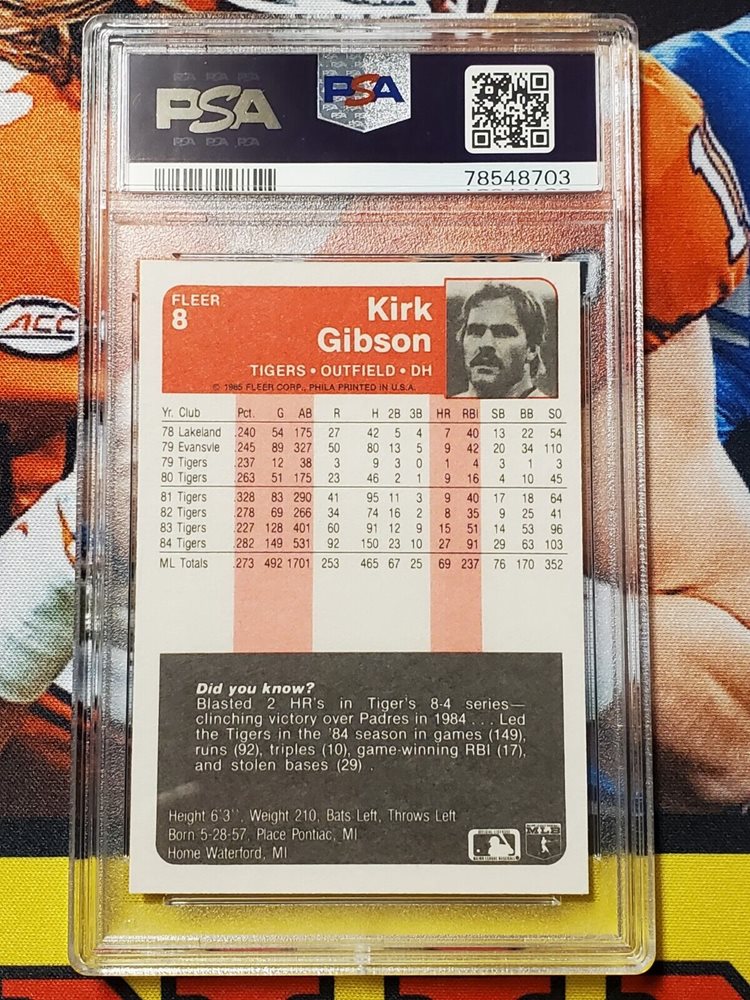 PSA
PSA
78548703
ACC
FLEER
8
Kirk
Gibson
TIGERS • OUTFIELD • DH
© 1985 FLEER CORP., PHILA PRINTED IN U.S.A.
Yr. Club Pct. G AB R H 2B 3B HR RBI SB BB SO
78 Lakeland .240 54 175 27 42 5 4 7 40 13 22 54
79 Evansvle .245 89 327 50 80 13 5 9 42 20 34 110
79 Tigers .237 12 38 3 9 3 0 1 4 3 1 3
80 Tigers .263 51 175 23 46 2 1 9 16 4 10 45
81 Tigers .328 83 290 41 95 11 3 9 40 17 18 64
82 Tigers .278 69 266 34 74 16 2 8 35 9 25 41
83 Tigers .227 128 401 60 91 12 9 15 51 14 53 96
84 Tigers .282 149 531 92 150 23 10 27 91 29 63 103
ML Totals .273 492 1701 253 465 67 25 69 237 76 170 352
Did you know?
Blasted 2 HR's in Tiger's 8-4 series—
clinching victory over Padres in 1984 . . . Led
the Tigers in the '84 season in games (149),
runs (92), triples (10), game-winning RBI (17),
and stolen bases (29) .
Height 6'3'', Weight 210, Bats Left, Throws Left
Born 5-28-57, Place Pontiac, MI
Home Waterford, MI
MLB